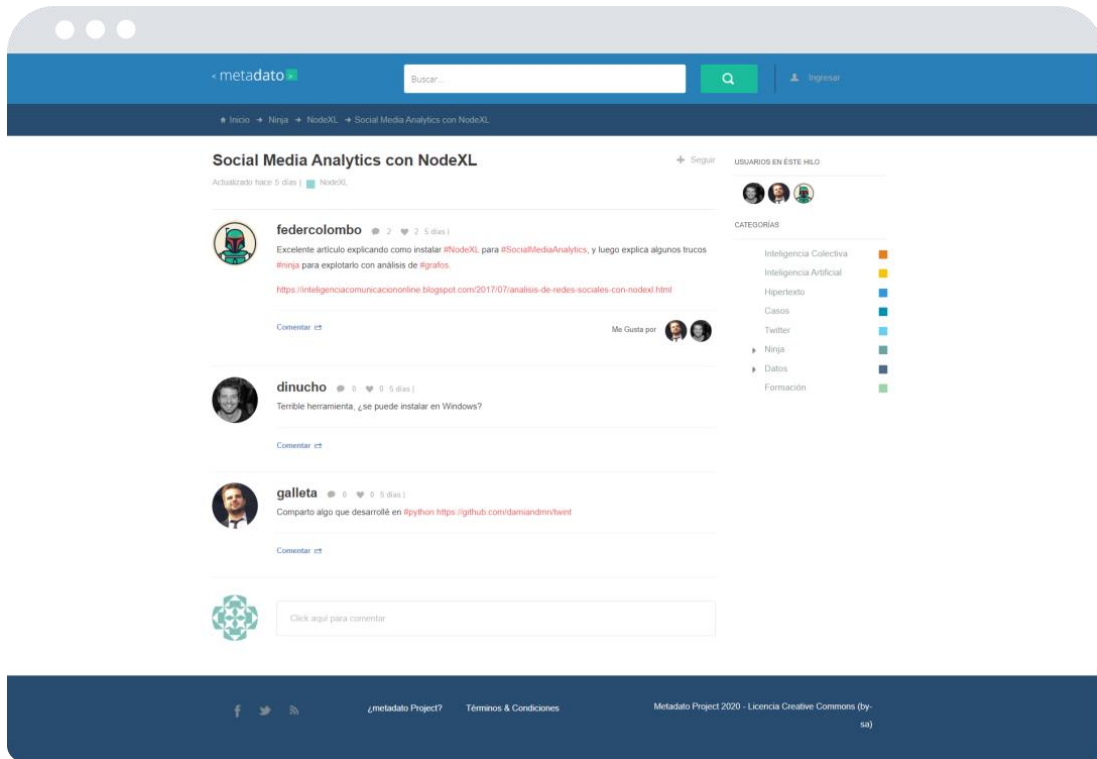 < metadato >
Buscar...
Ingresar
Inicio → Ninja → NodeXL → Social Media Analytics con NodeXL
Social Media Analytics con NodeXL
+ Seguir
Actualizado hace 5 días | NodeXL
USUARIOS EN ÉSTE HILO
CATEGORÍAS
Inteligencia Colectiva
Inteligencia Artificial
Hipertexto
Casos
Twitter
Ninja
Datos
Formación
federcolombo 2 2 5 días |
Excelente artículo explicando como instalar #NodeXL para #SocialMediaAnalytics, y luego explica algunos trucos
#ninja para explotarlo con análisis de #grafos.
https://inteligenciacomunicaciononline.blogspot.com/2017/07/analisis-de-redes-sociales-con-nodexl.html
Comentar
Me Gusta por
dinucho 0 0 5 días |
Terrible herramienta, ¿se puede instalar en Windows?
Comentar
galleta 0 0 5 días |
Comparto algo que desarrollé en #python https://github.com/damiandmn/twint
Comentar
Click aquí para comentar
¿metadato Project?
Términos & Condiciones
Metadato Project 2020 - Licencia Creative Commons (by-
sa)